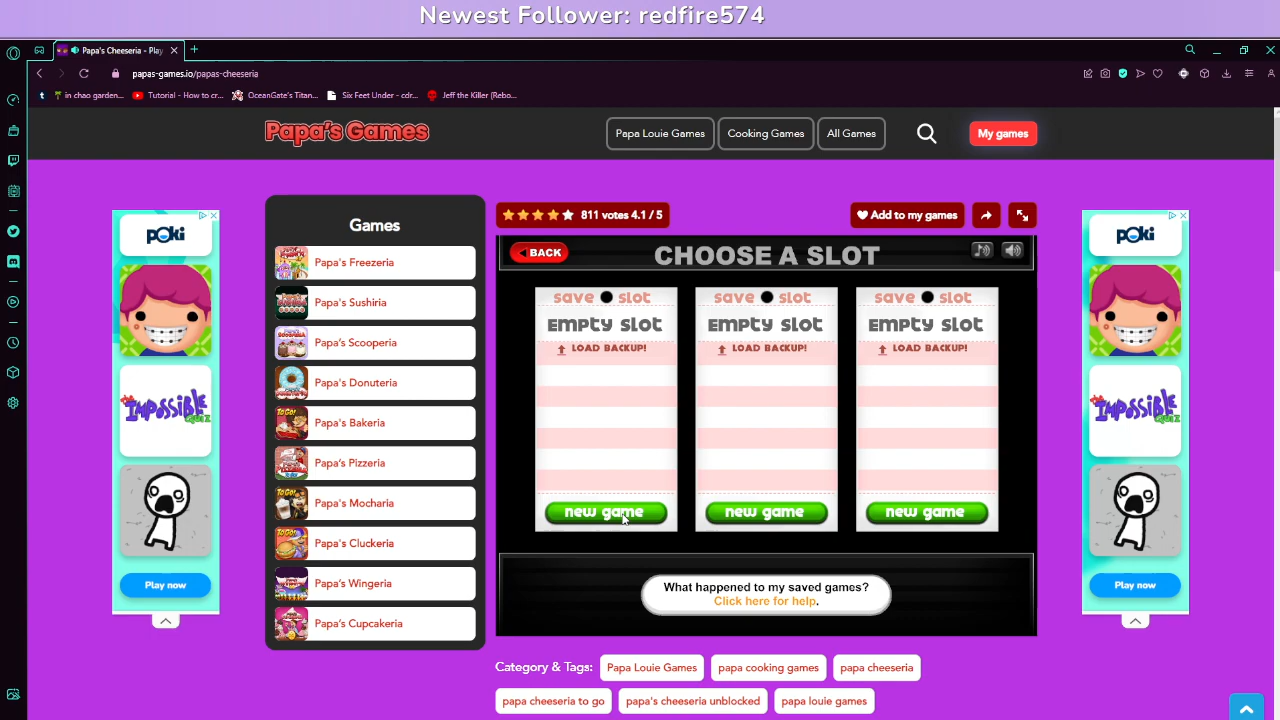 Newest Follower: redfire574
Papa's Cheeseria - Play
papas-games.io/papas-cheeseria
in chao garden...
Tutorial - How to cr...
OceanGate's Titan...
Six Feet Under - cdr...
Jeff the Killer (Rebo...
Papa's Games
Papa Louie Games
Cooking Games
All Games
My games
Games
Papa's Freezeria
Papa's Sushiria
Papa's Scooperia
Papa's Donuteria
Papa's Bakeria
Papa's Pizzeria
Papa's Mocharia
Papa's Cluckeria
Papa's Wingeria
Papa's Cupcakeria
811 votes 4.1 / 5
Add to my games
BACK
CHOOSE A SLOT
save slot
save slot
save slot
Empty slot
Empty slot
Empty slot
LOAD BACKUP!
LOAD BACKUP!
LOAD BACKUP!
new game
new game
new game
What happened to my saved games?
Click here for help.
Category & Tags:
Papa Louie Games
papa cooking games
papa cheeseria
papa cheeseria to go
papa's cheeseria unblocked
papa louie games
poki
the Impossible Quiz
Play now
poki
the Impossible Quiz
Play now